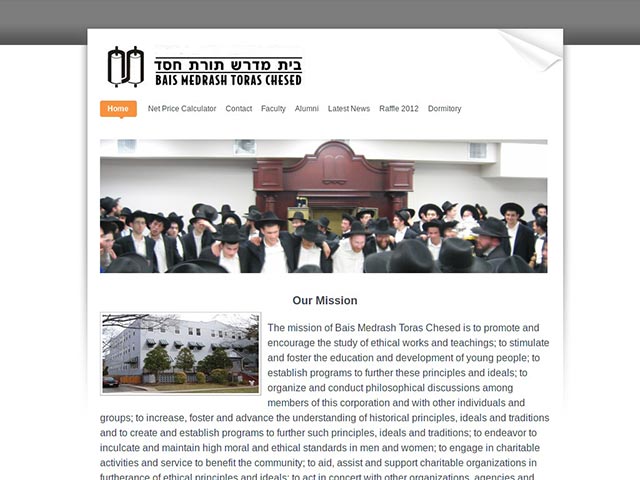 בית מדרש תורת חסד
BAIS MEDRASH TORAS CHESED
Home Net Price Calculator Contact Faculty Alumni Latest News Raffle 2012 Dormitory
Our Mission
The mission of Bais Medrash Toras Chesed is to promote and
encourage the study of ethical works and teachings; to stimulate
and foster the education and development of young people; to
establish programs to further these principles and ideals; to
organize and conduct philosophical discussions among
members of this corporation and with other individuals and
groups; to increase, foster and advance the understanding of historical principles, ideals and traditions
and to create and establish programs to further such principles, ideals and traditions; to endeavor to
inculcate and maintain high moral and ethical standards in men and women; to engage in charitable
activities and service to benefit the community; to aid, assist and support charitable organizations in
furtherance of ethical principles and ideals; to act in concert with other organizations, agencies and